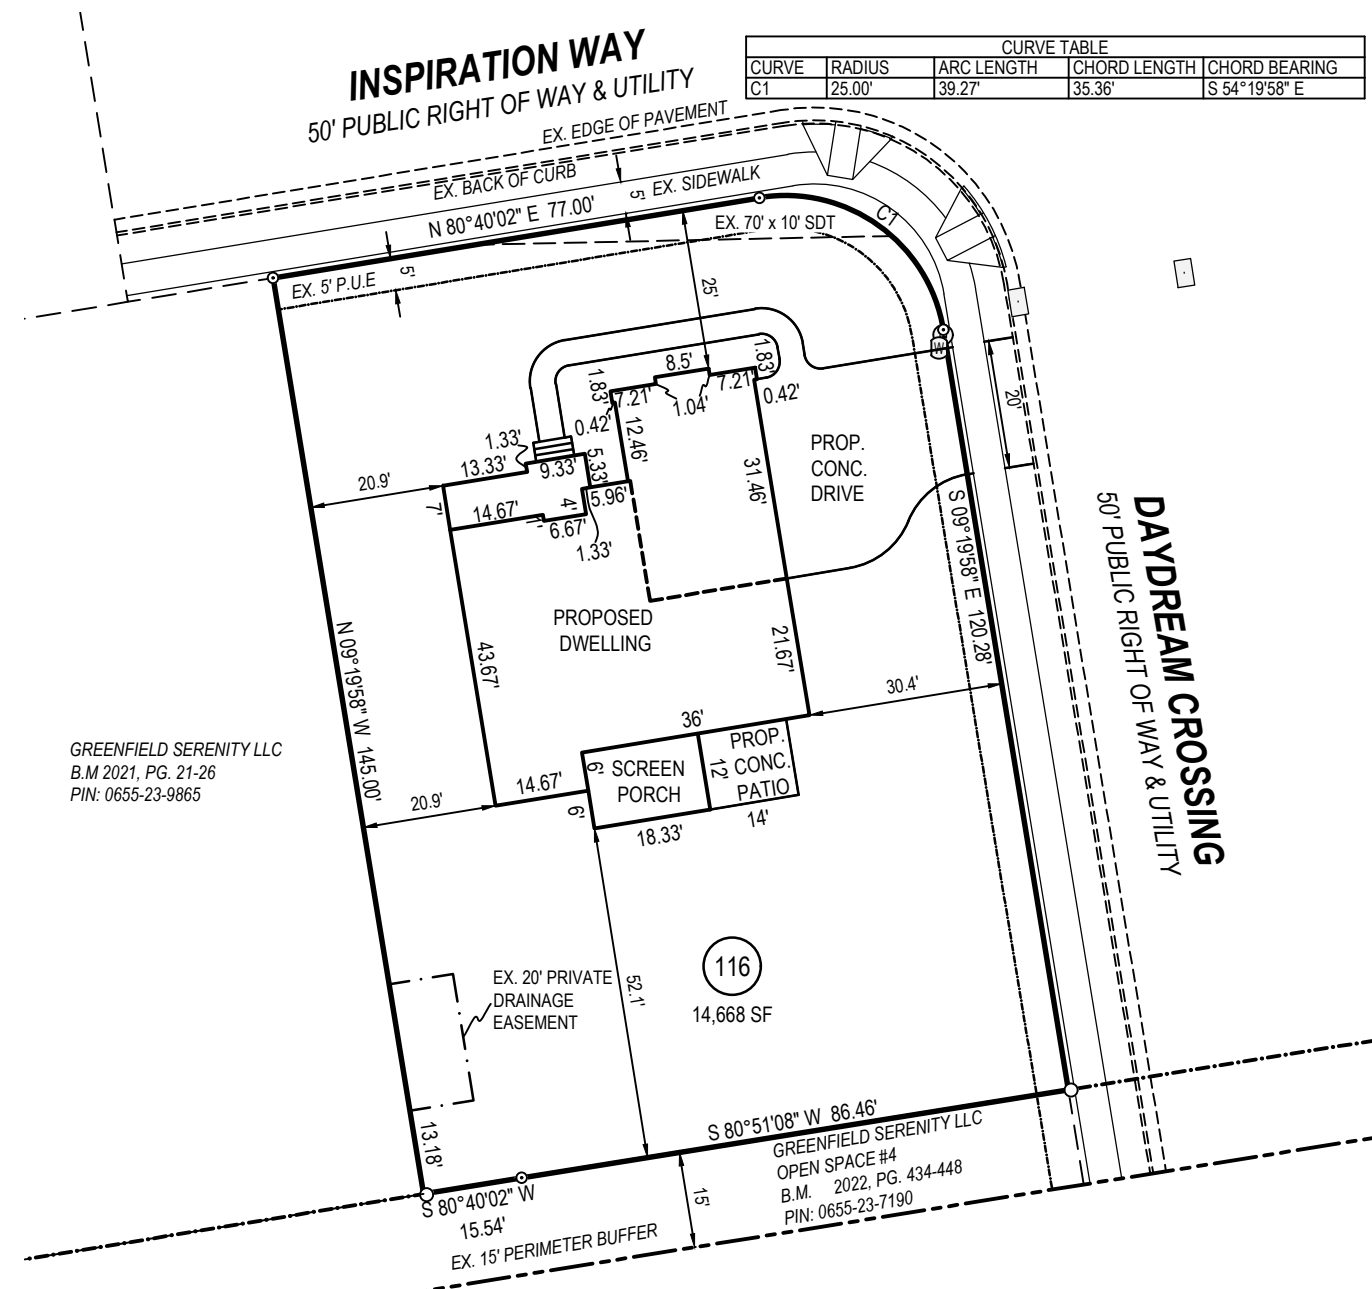 INSPIRATION WAY
50' PUBLIC RIGHT OF WAY & UTILITY
CURVE TABLE
CURVE RADIUS ARC LENGTH CHORD LENGTH CHORD BEARING
C1 25.00' 39.27' 35.36' S 54°19'58" E
EX. EDGE OF PAVEMENT
EX. BACK OF CURB
5'
EX. SIDEWALK
N 80°40'02" E 77.00'
EX. 70' x 10' SDT
C1
EX. 5' P.U.E
5'
25'
20'
W
8.5'
1.83'
7.21'
1.04'
7.21'
1.83'
0.42'
0.42'
12.46'
31.46'
PROP.
CONC.
DRIVE
1.33'
13.33'
9.33'
5.33'
20.9'
7'
14.67'
1'
6.67'
4'
5.96'
1.33'
S 09°19'58" E 120.28'
DAYDREAM CROSSING
50' PUBLIC RIGHT OF WAY & UTILITY
PROPOSED
DWELLING
43.67'
21.67'
N 09°19'58" W 145.00'
30.4'
36'
GREENFIELD SERENITY LLC
B.M 2021, PG. 21-26
PIN: 0655-23-9865
PROP.
CONC.
PATIO
SCREEN
PORCH
6'
12'
14.67'
6'
20.9'
18.33'
14'
52.1'
116
14,668 SF
EX. 20' PRIVATE
DRAINAGE
EASEMENT
13.18'
S 80°51'08" W 86.46'
GREENFIELD SERENITY LLC
OPEN SPACE #4
B.M. 2022, PG. 434-448
PIN: 0655-23-7190
S 80°40'02" W
15.54'
15'
EX. 15' PERIMETER BUFFER